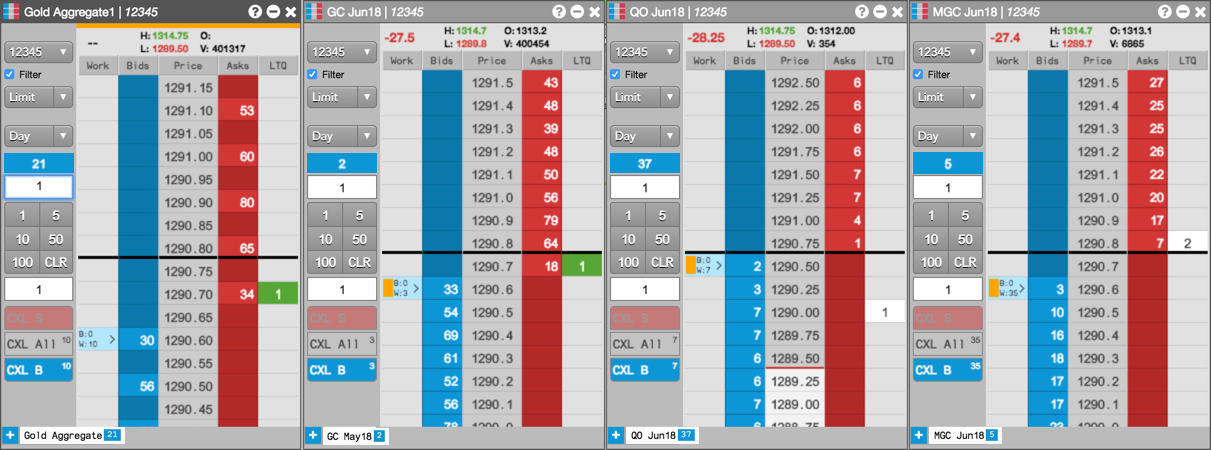 Gold Aggregate1 | 12345
--
H:1314.75 O:
L: 1289.50 V: 401317
12345
Filter
Limit
Day
21
1
1 5
10 50
100 CLR
1
CXL S
CXL All 10
CXL B 10
Work Bids Price Asks LTQ
1291.15
1291.10 53
1291.05
1291.00 60
1290.95
1290.90 80
1290.85
1290.80 65
1290.75
1290.70 34 1
1290.65
B:0
W:10 30 1290.60
1290.55
56 1290.50
1290.45
+ Gold Aggregate 21
GC Jun18 | 12345
-27.5
H:1314.7 O:1313.2
L: 1289.8 V: 400454
12345
Filter
Limit
Day
2
1
1 5
10 50
100 CLR
1
CXL S
CXL All 3
CXL B 3
Work Bids Price Asks LTQ
1291.5 43
1291.4 48
1291.3 39
1291.2 48
1291.1 50
1291.0 56
1290.9 79
1290.8 64
1290.7 18 1
B:0
W:3 33 1290.6
54 1290.5
69 1290.4
61 1290.3
52 1290.2
56 1290.1
+ GC May18 2
QO Jun18 | 12345
-28.25
H:1314.75 O:1312.00
L: 1289.50 V: 354
12345
Filter
Limit
Day
37
1
1 5
10 50
100 CLR
1
CXL S
CXL All 7
CXL B 7
Work Bids Price Asks LTQ
1292.50 6
1292.25 6
1292.00 6
1291.75 6
1291.50 7
1291.25 7
1291.00 4
1290.75 1
B:0
W:7 2 1290.50
3 1290.25
7 1290.00 1
7 1289.75
6 1289.50
6 1289.25
7 1289.00
+ QO Jun18 37
MGC Jun18 | 12345
-27.4
H:1314.7 O:1313.1
L: 1289.7 V: 6865
12345
Filter
Limit
Day
5
1
1 5
10 50
100 CLR
1
CXL S
CXL All 35
CXL B 35
Work Bids Price Asks LTQ
1291.5 27
1291.4 25
1291.3 25
1291.2 26
1291.1 22
1291.0 20
1290.9 17
1290.8 7 2
1290.7
B:0
W:35 3 1290.6
10 1290.5
16 1290.4
18 1290.3
17 1290.2
17 1290.1
+ MGC Jun18 5